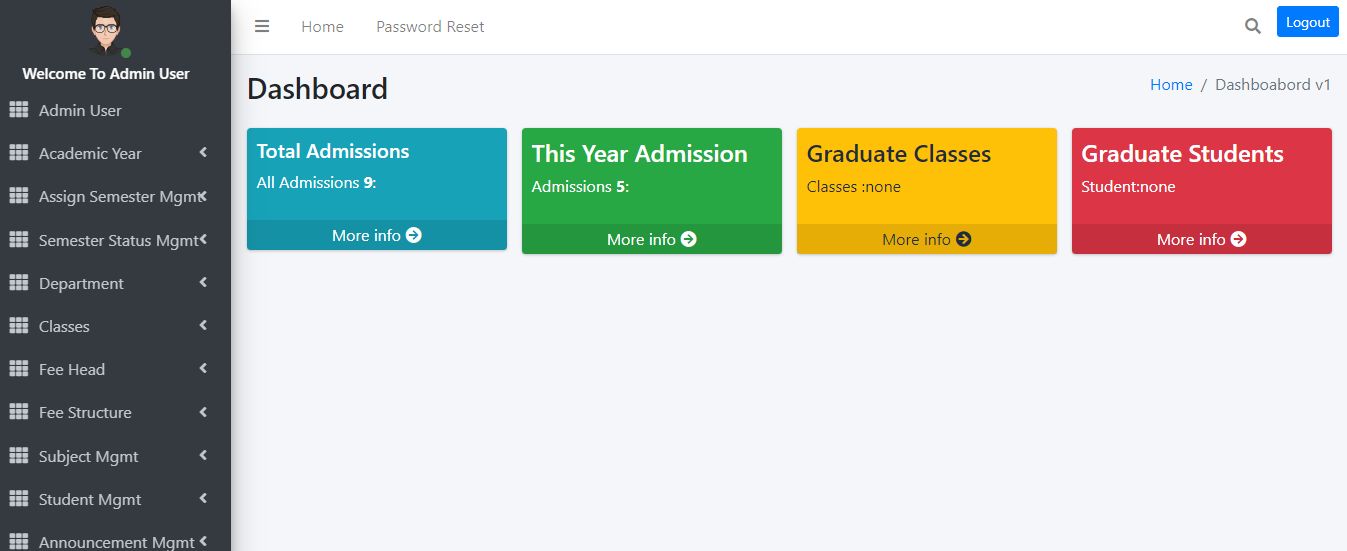 Welcome To Admin User
Admin User
Academic Year
Assign Semester Mgmt
Semester Status Mgmt
Department
Classes
Fee Head
Fee Structure
Subject Mgmt
Student Mgmt
Announcement Mgmt
Home Password Reset
Logout
Dashboard
Home / Dashboabord v1
Total Admissions
All Admissions 9:
More info
This Year Admission
Admissions 5:
More info
Graduate Classes
Classes :none
More info
Graduate Students
Student:none
More info